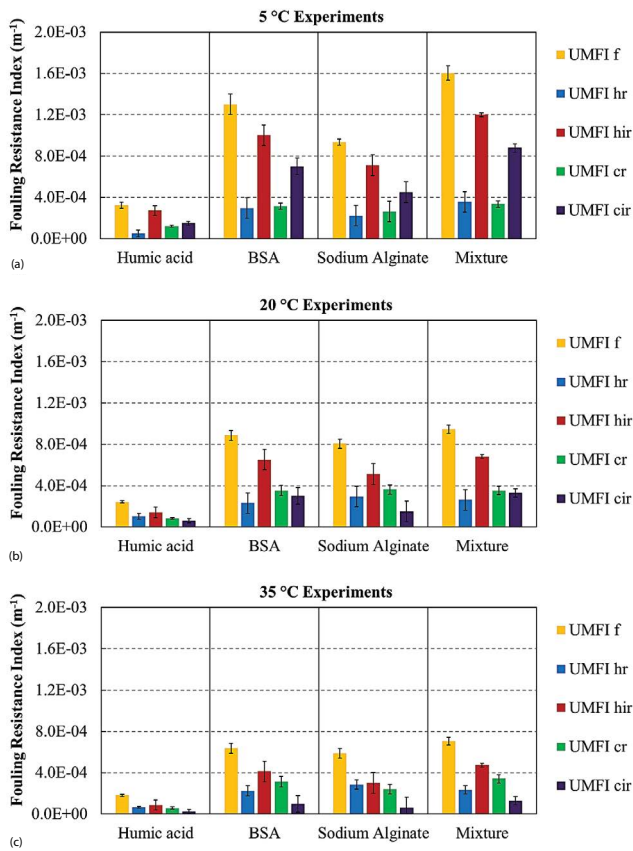 5 °C Experiments
Fouling Resistance Index (m⁻¹)
2.0E-03
1.6E-03
1.2E-03
8.0E-04
4.0E-04
0.0E+00
Humic acid BSA Sodium Alginate Mixture
UMFI f
UMFI hr
UMFI hir
UMFI cr
UMFI cir
(a)
20 °C Experiments
Fouling Resistance Index (m⁻¹)
2.0E-03
1.6E-03
1.2E-03
8.0E-04
4.0E-04
0.0E+00
Humic acid BSA Sodium Alginate Mixture
UMFI f
UMFI hr
UMFI hir
UMFI cr
UMFI cir
(b)
35 °C Experiments
Fouling Resistance Index (m⁻¹)
2.0E-03
1.6E-03
1.2E-03
8.0E-04
4.0E-04
0.0E+00
Humic acid BSA Sodium Alginate Mixture
UMFI f
UMFI hr
UMFI hir
UMFI cr
UMFI cir
(c)